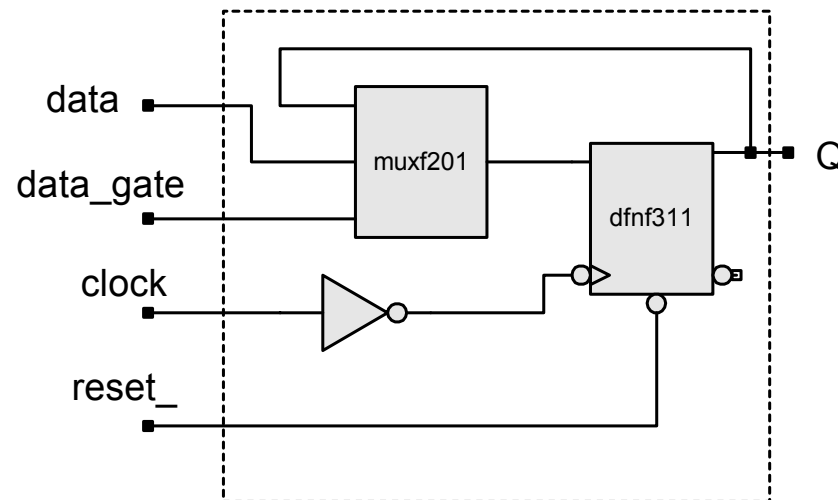 data
muxf201
Q
data_gate
dfnf311
clock
reset_